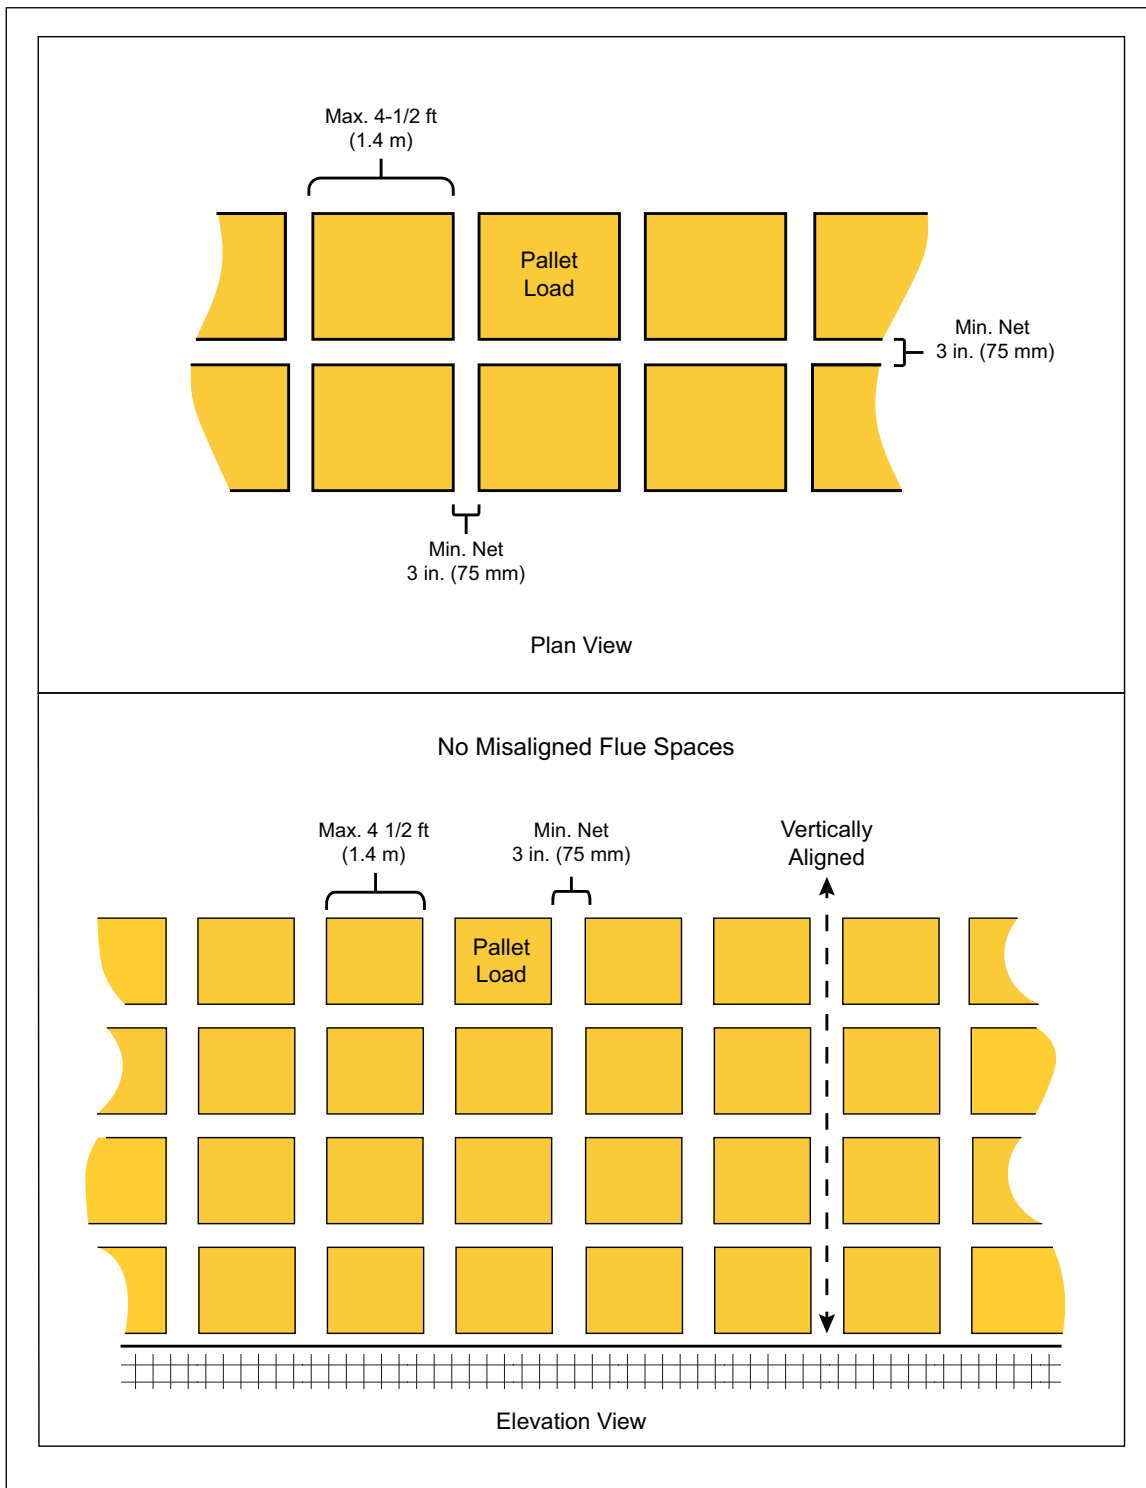 Max. 4-1/2 ft
(1.4 m)
Pallet
Load
Min. Net
3 in. (75 mm)
Min. Net
3 in. (75 mm)
Plan View
No Misaligned Flue Spaces
Max. 4 1/2 ft
(1.4 m)
Min. Net
3 in. (75 mm)
Vertically
Aligned
Pallet
Load
Elevation View